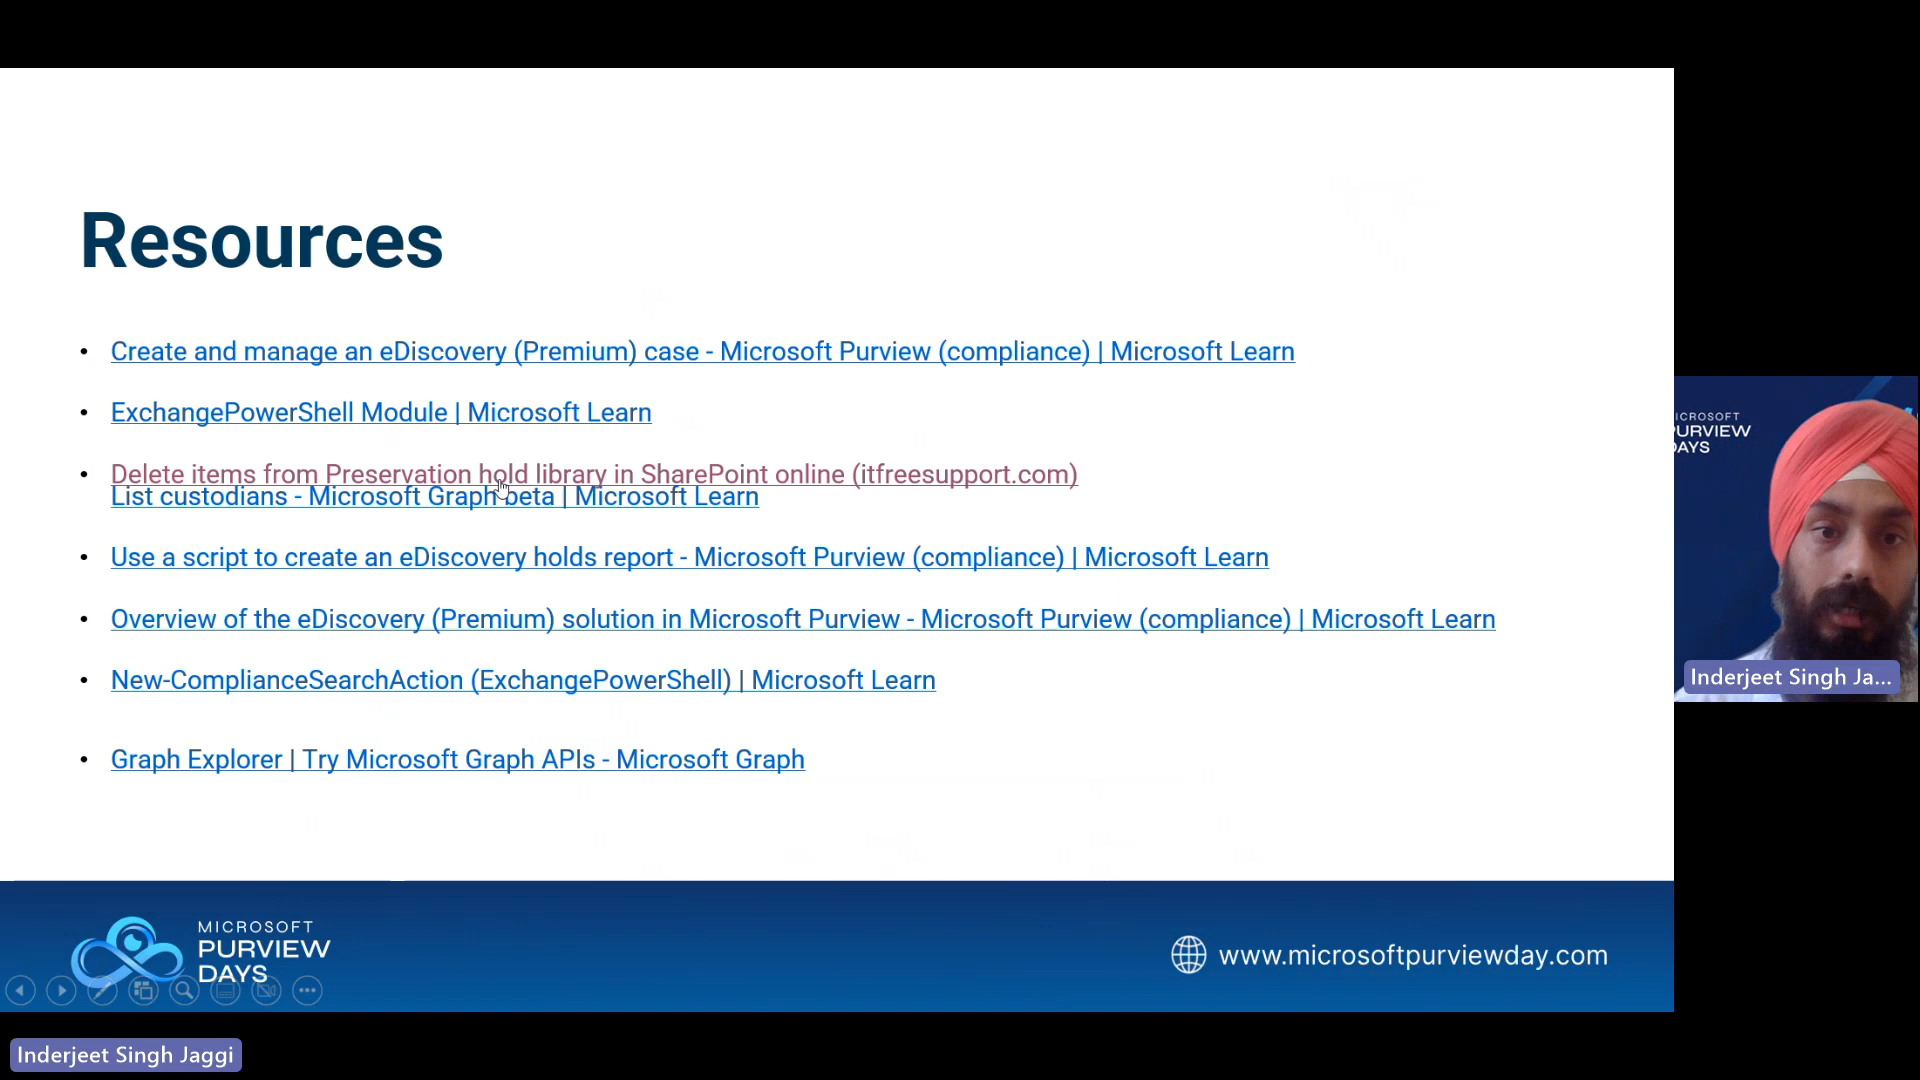 Resources
• Create and manage an eDiscovery (Premium) case - Microsoft Purview (compliance) | Microsoft Learn
• ExchangePowerShell Module | Microsoft Learn
• Delete items from Preservation hold library in SharePoint online (itfreesupport.com)
List custodians - Microsoft Graph beta | Microsoft Learn
• Use a script to create an eDiscovery holds report - Microsoft Purview (compliance) | Microsoft Learn
• Overview of the eDiscovery (Premium) solution in Microsoft Purview - Microsoft Purview (compliance) | Microsoft Learn
• New-ComplianceSearchAction (ExchangePowerShell) | Microsoft Learn
• Graph Explorer | Try Microsoft Graph APIs - Microsoft Graph
MICROSOFT
PURVIEW
DAYS
www.microsoftpurviewday.com
ICROSOFT
URVIEW
AYS
Inderjeet Singh Ja...
Inderjeet Singh Jaggi